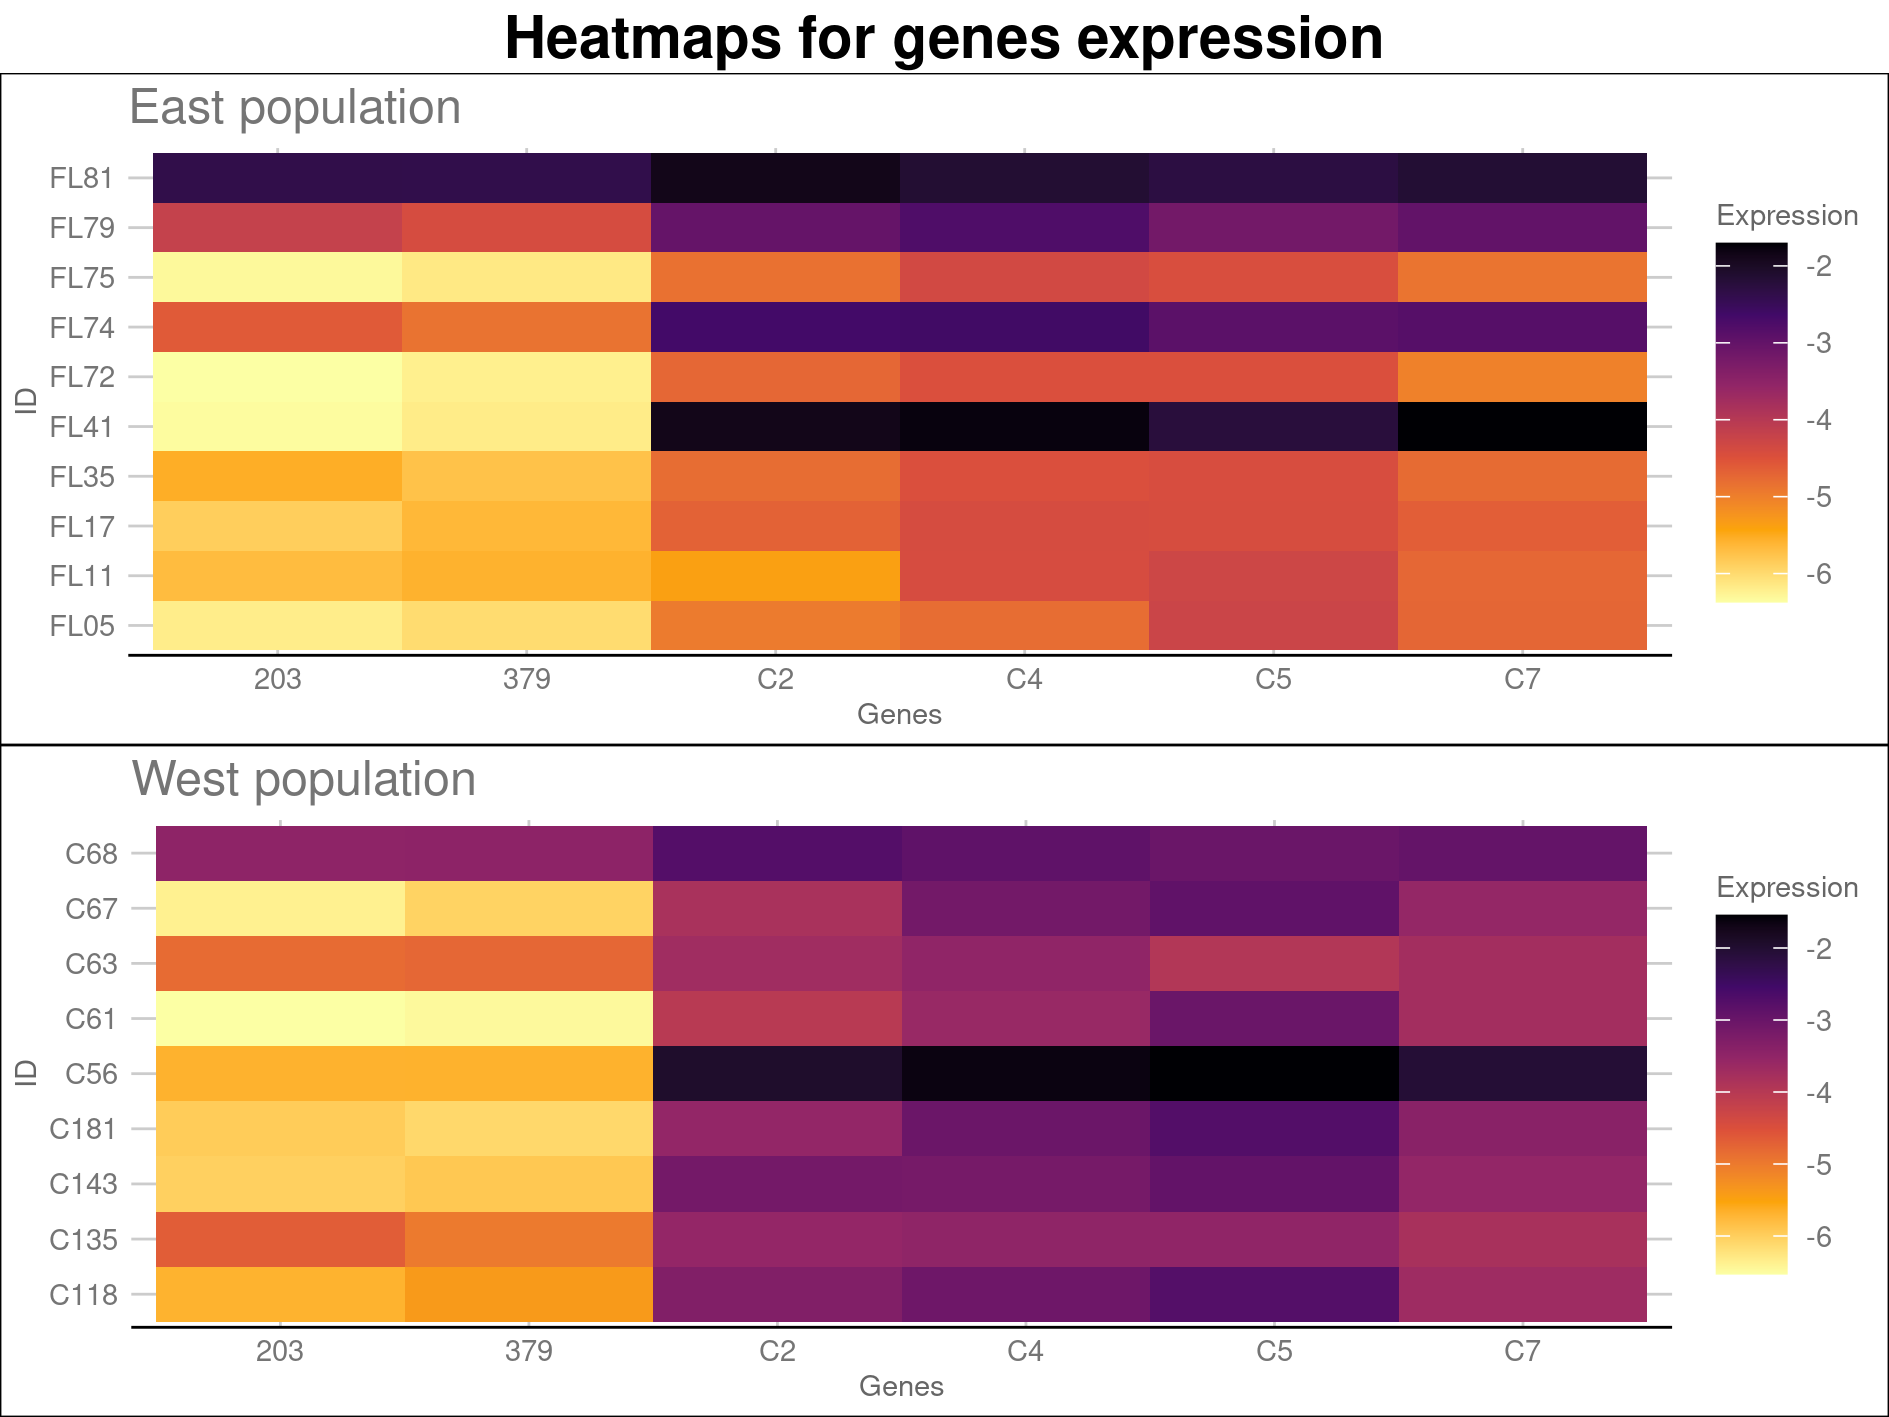 Heatmaps for genes expression
East population
FL81
FL79
FL75
FL74
FL72
FL41
FL35
FL17
FL11
FL05
ID
203 379 C2 C4 C5 C7
Genes
Expression
-2
-3
-4
-5
-6
West population
C68
C67
C63
C61
C56
C181
C143
C135
C118
ID
203 379 C2 C4 C5 C7
Genes
Expression
-2
-3
-4
-5
-6